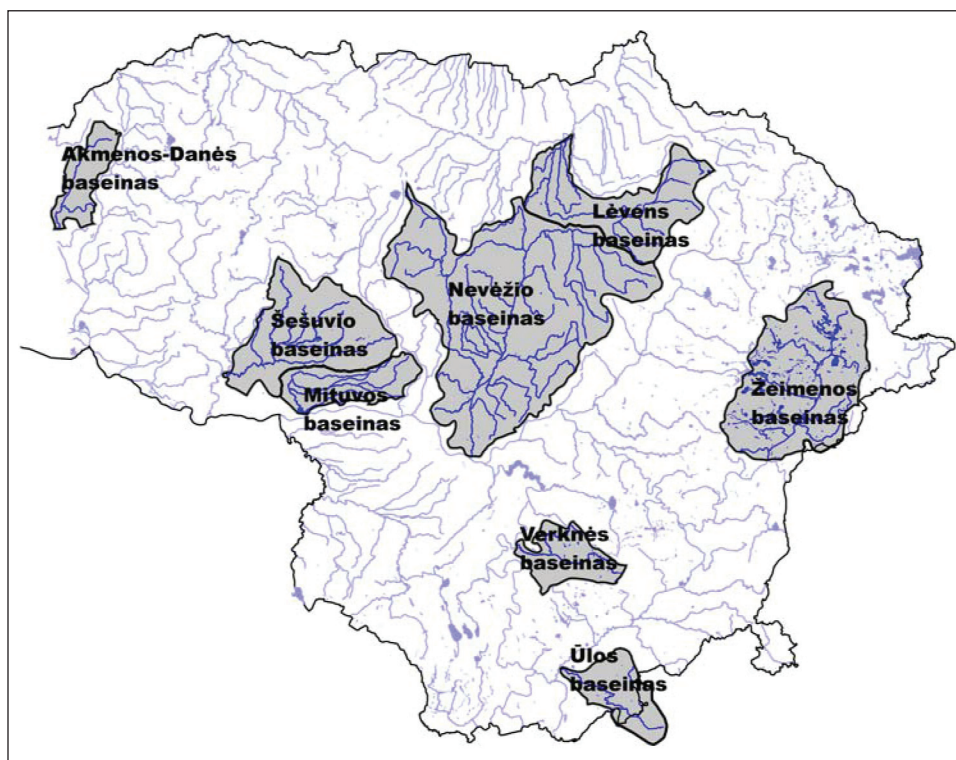 Akmenos-Danės
baseinas
Lėvens
baseinas
Nevėžio
baseinas
Šešuvio
baseinas
Mituvos
baseinas
Žeimenos
baseinas
Verknės
baseinas
Ūlos
baseinas